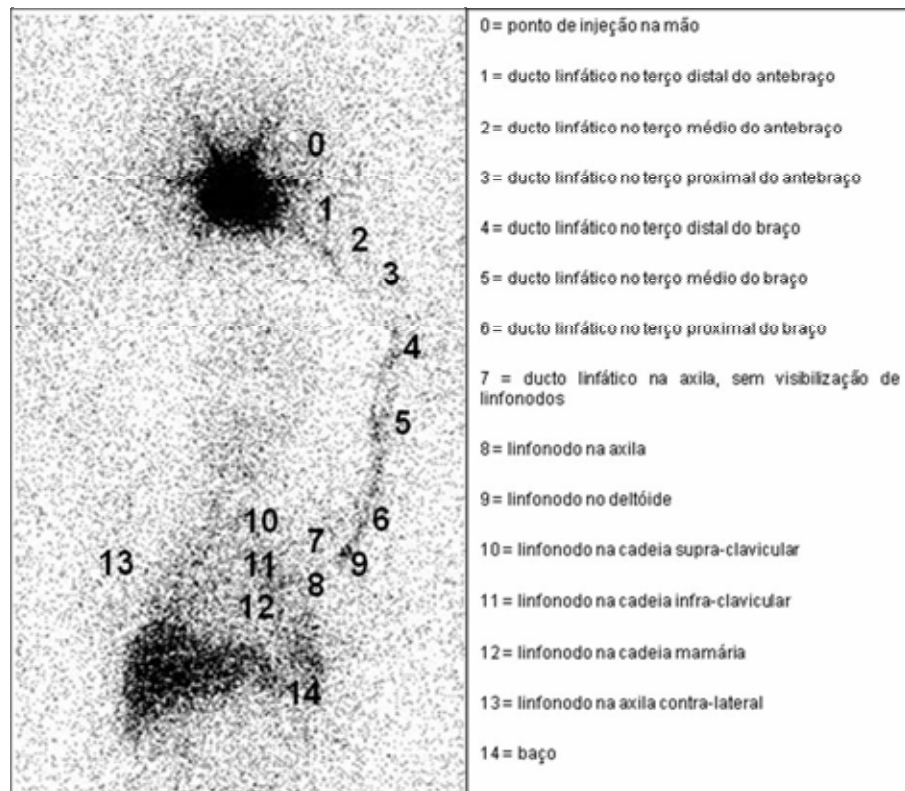 0
1
2
3
4
5
6
7
8
9
10
11
12
13
14
0= ponto de injeção na mão
1= ducto linfático no terço distal do antebraço
2= ducto linfático no terço médio do antebraço
3= ducto linfático no terço proximal do antebraço
4= ducto linfático no terço distal do braço
5= ducto linfático no terço médio do braço
6= ducto linfático no terço proximal do braço
7 = ducto linfático na axila, sem visibilização de
linfonodos
8= linfonodo na axila
9= linfonodo no deltóide
10= linfonodo na cadeia supra-clavicular
11= linfonodo na cadeia infra-clavicular
12= linfonodo na cadeia mamária
13= linfonodo na axila contra-lateral
14= baço